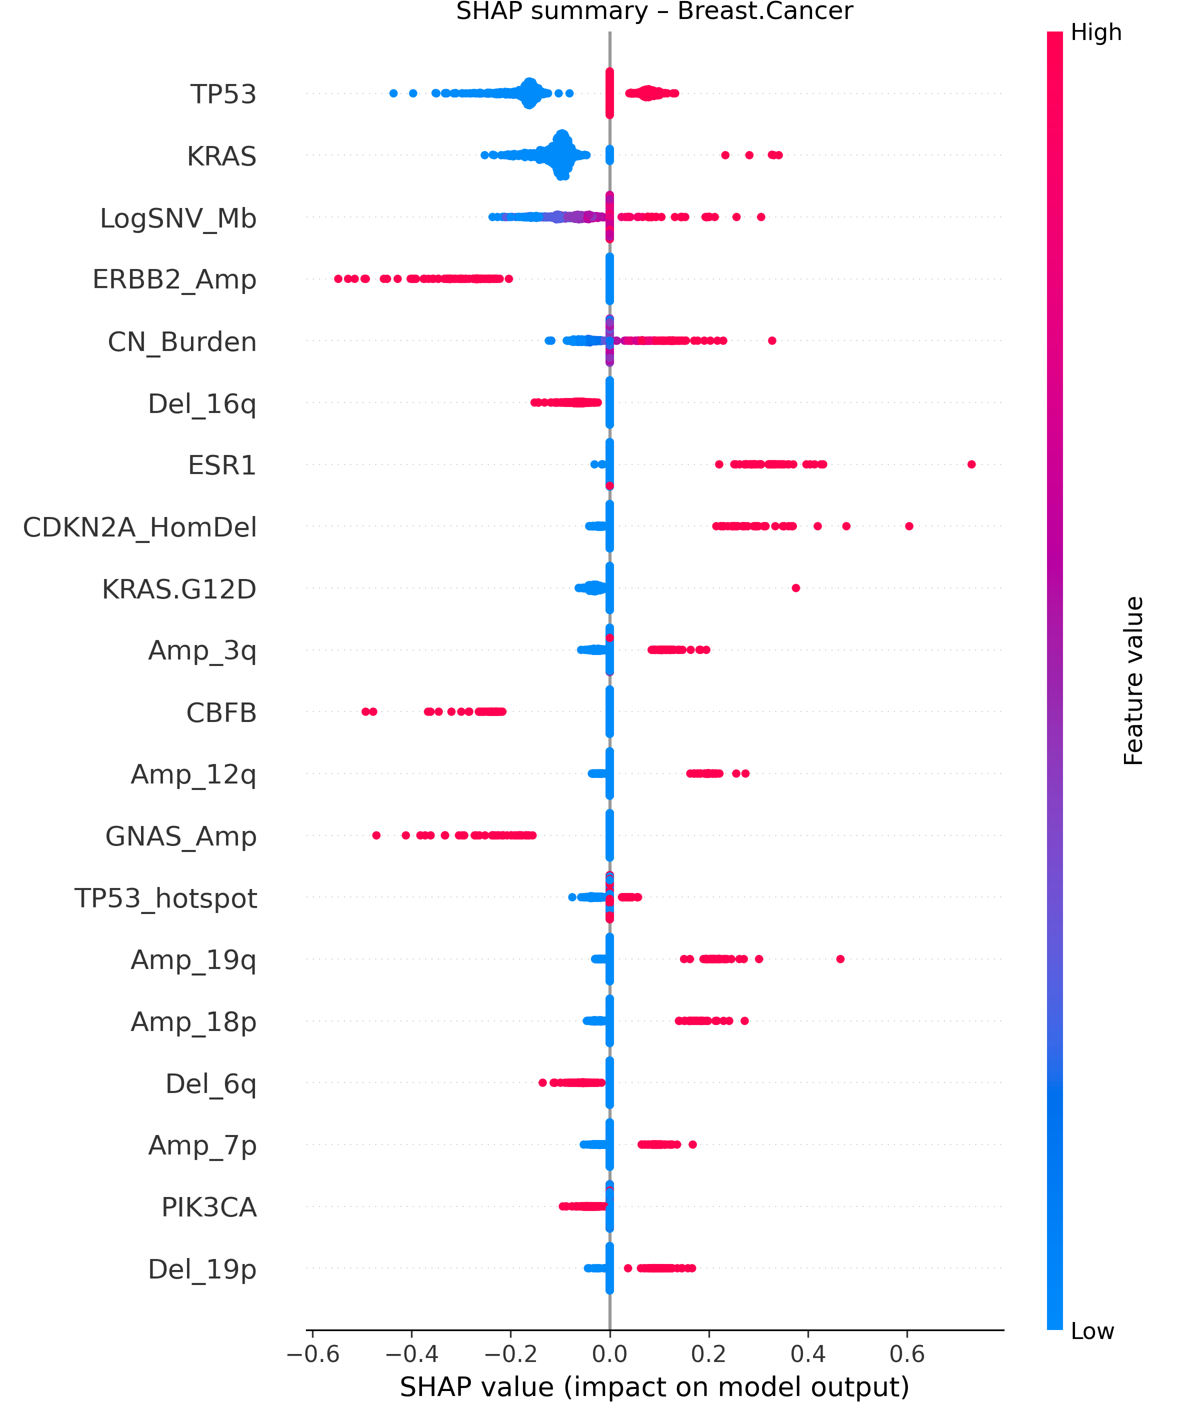 SHAP summary – Breast.Cancer
High
TP53
KRAS
LogSNV_Mb
ERBB2_Amp
CN_Burden
Del_16q
ESR1
CDKN2A_HomDel
KRAS.G12D
Amp_3q
CBFB
Amp_12q
GNAS_Amp
TP53_hotspot
Amp_19q
Amp_18p
Del_6q
Amp_7p
PIK3CA
Del_19p
Feature value
Low
−0.6 −0.4 −0.2 0.0 0.2 0.4 0.6
SHAP value (impact on model output)